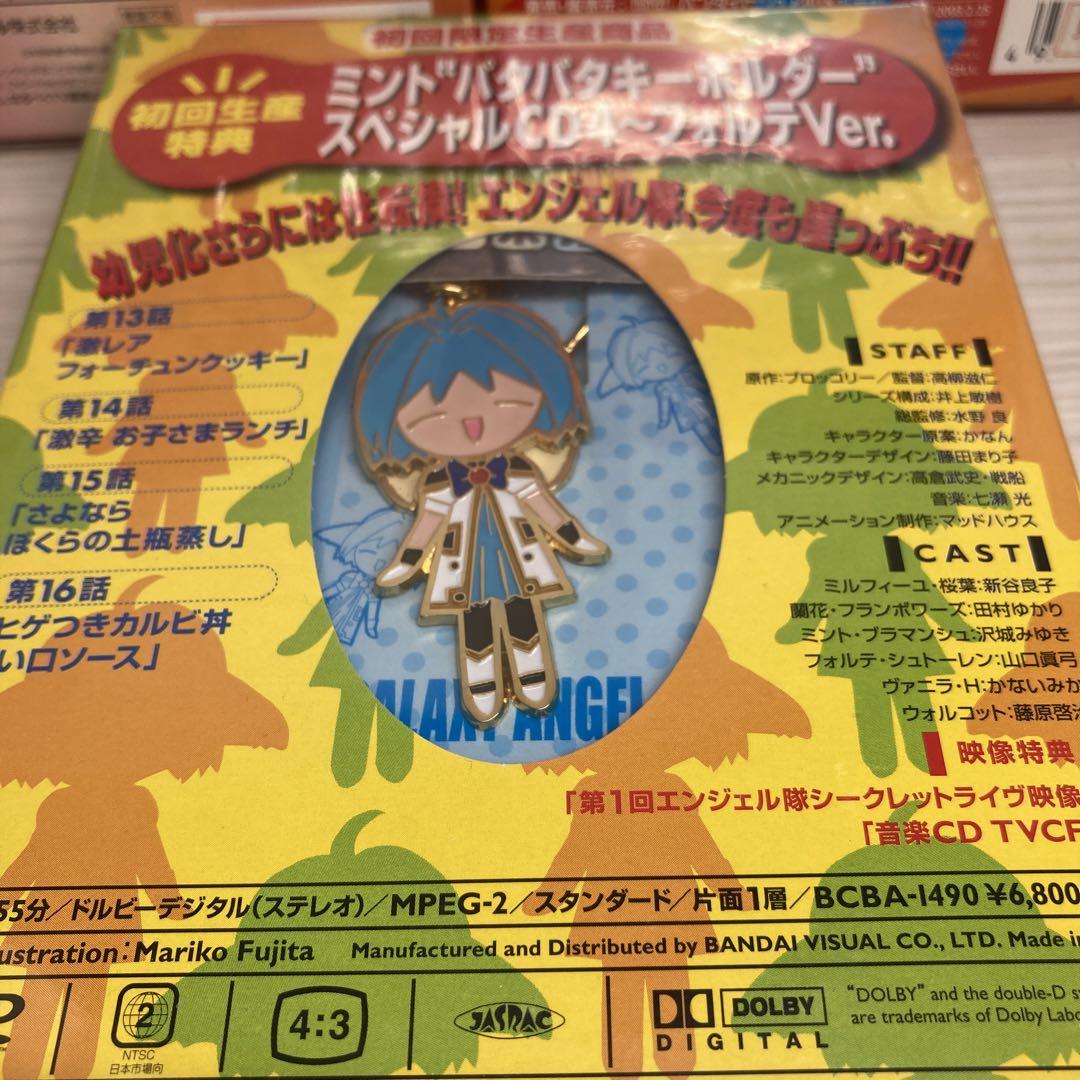 初回限定生産商品
初回生産
特典
ミント"パタパタキーホルダー"
スペシャルCD4～フォルテVer.
幼児化さらには性転換! エンジェル隊、今度も崖っぷち!!
第13話
「激レア
フォーチュンクッキー」
第14話
「激辛 お子さまランチ」
第15話
「さよなら
ぼくらの土瓶蒸し」
第16話
ヒゲつきカルビ丼
い口ソース」
ALAXY ANGEL
STAFF
原作:ブロッコリー／監督:高柳滋仁
シリーズ構成:井上敏樹
総監修:水野 良
キャラクター原案:かなん
キャラクターデザイン:藤田まり子
メカニックデザイン:高倉武史・戦船
音楽:七瀬 光
アニメーション制作:マッドハウス
CAST
ミルフィーユ・桜葉:新谷良子
蘭花・フランボワーズ:田村ゆかり
ミント・ブラマンシュ:沢城みゆき
フォルテ・シュトーレン:山口眞弓
ヴァニラ・H:かないみか
ウォルコット:藤原啓治
映像特典
「第1回エンジェル隊シークレットライヴ映像
「音楽CD TVCF
55分／ドルビーデジタル(ステレオ)／MPEG-2／スタンダード／片面1層／BCBA-1490 ¥6,800
ustration:Mariko Fujita Manufactured and Distributed by BANDAI VISUAL CO., LTD. Made in
2
NTSC
日本市場向
4:3
JASRAC
DOLBY
DIGITAL
"DOLBY" and the double-D sy
are trademarks of Dolby Labo